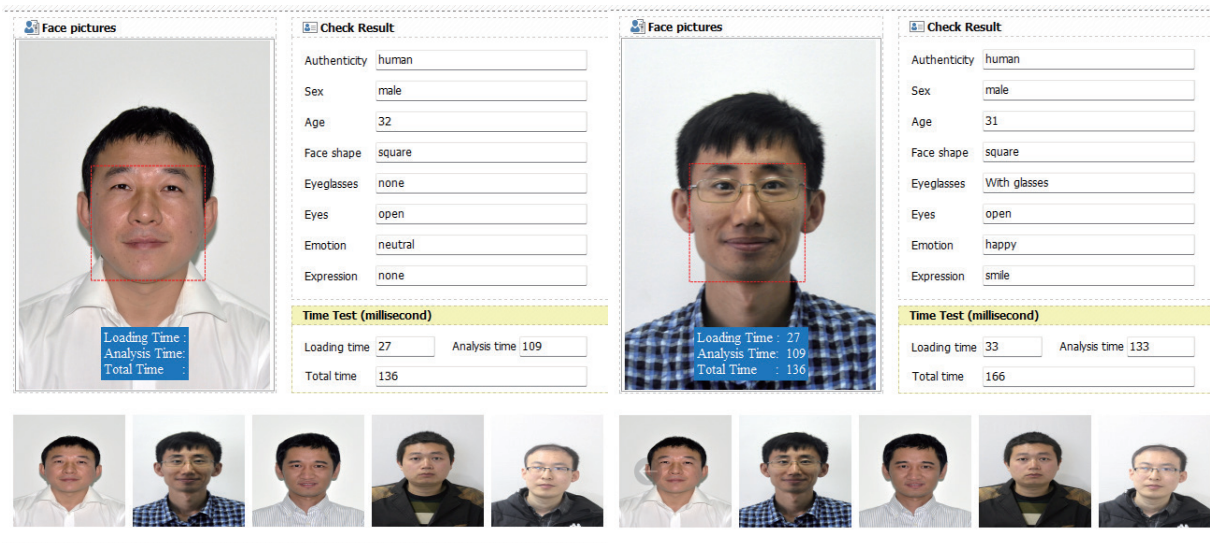 Face pictures
Check Result
Authenticity human
Sex male
Age 32
Face shape square
Eyeglasses none
Eyes open
Emotion neutral
Expression none
Time Test (millisecond)
Loading time 27 Analysis time 109
Total time 136
Loading Time :
Analysis Time:
Total Time :
Face pictures
Check Result
Authenticity human
Sex male
Age 31
Face shape square
Eyeglasses With glasses
Eyes open
Emotion happy
Expression smile
Time Test (millisecond)
Loading time 33 Analysis time 133
Total time 166
Loading Time : 27
Analysis Time: 109
Total Time : 136